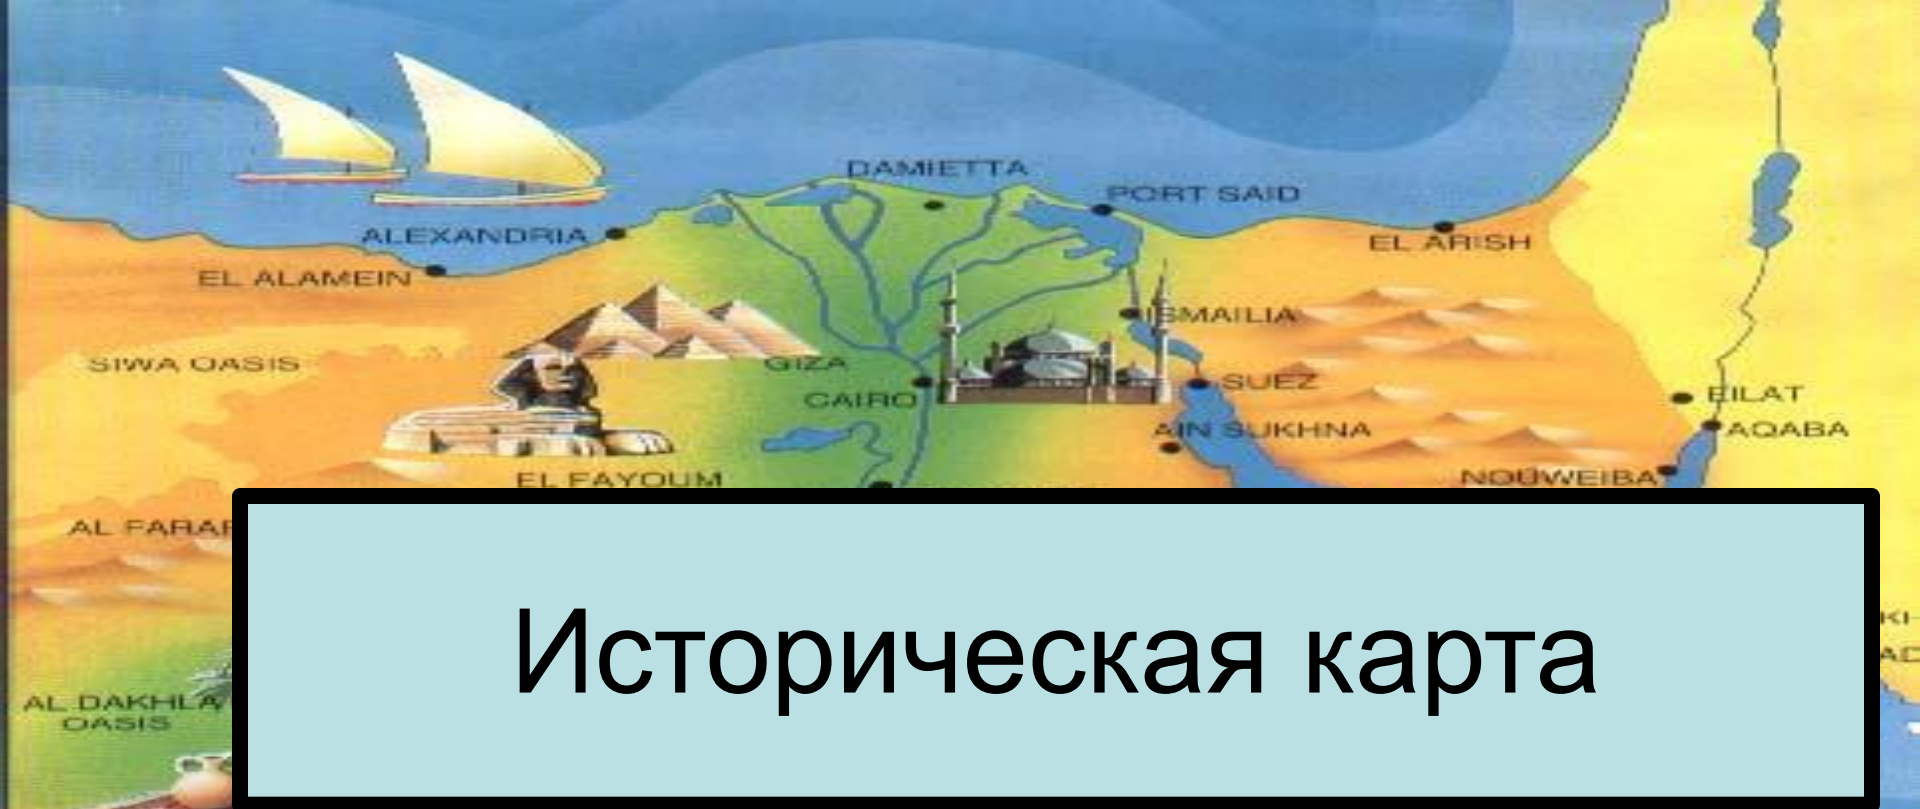 DAMIETTA
PORT SAID
ALEXANDRIA
EL ARISH
EL ALAMEIN
ISMAILIA
SIWA OASIS
GIZA
SUEZ
CAIRO
EILAT
AIN SUKHNA
AQABA
EL FAYOUM
NOUWEIBA
AL
Историческая карта
AL DAKHLA
OASIS